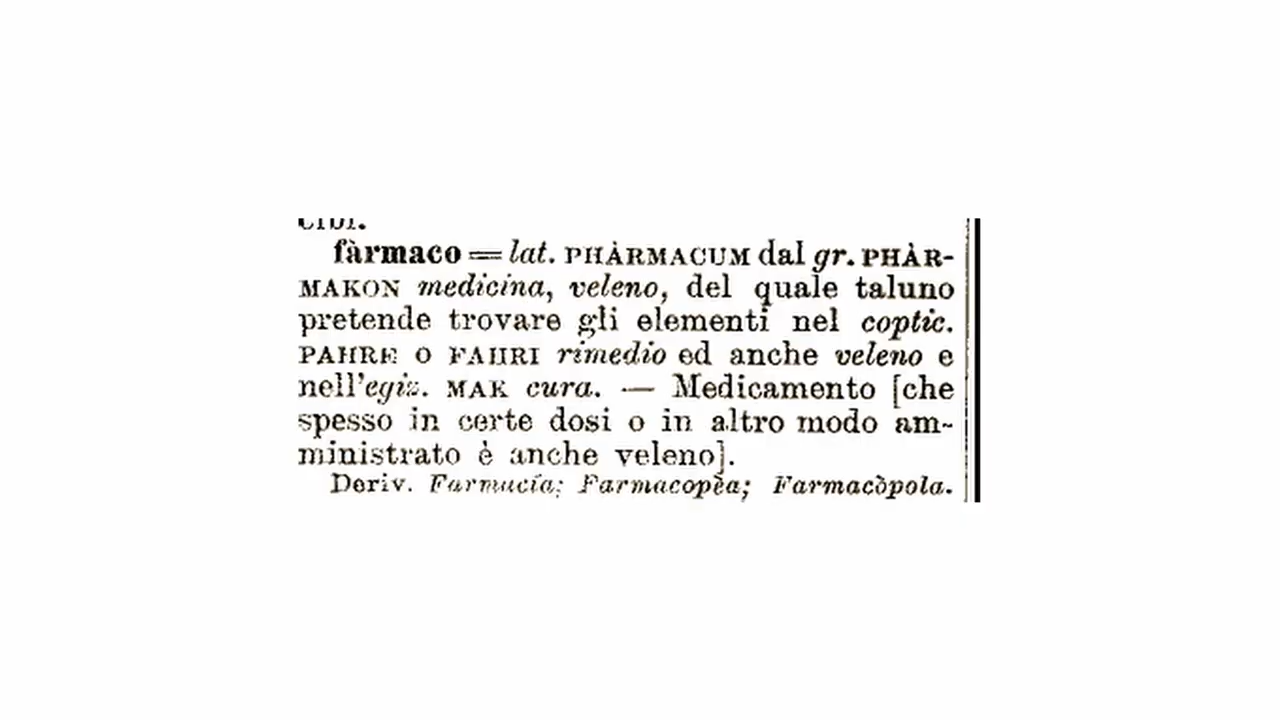 cibi.
fàrmaco = lat. PHÀRMACUM dal gr. PHÀR-
MAKON medicina, veleno, del quale taluno
pretende trovare gli elementi nel coptic.
PAHRE O FAHRI rimedio ed anche veleno e
nell'egiz. MAK cura. — Medicamento [che
spesso in certe dosi o in altro modo am-
ministrato è anche veleno].
Deriv. Farmacía; Farmacopèa; Farmacòpola.